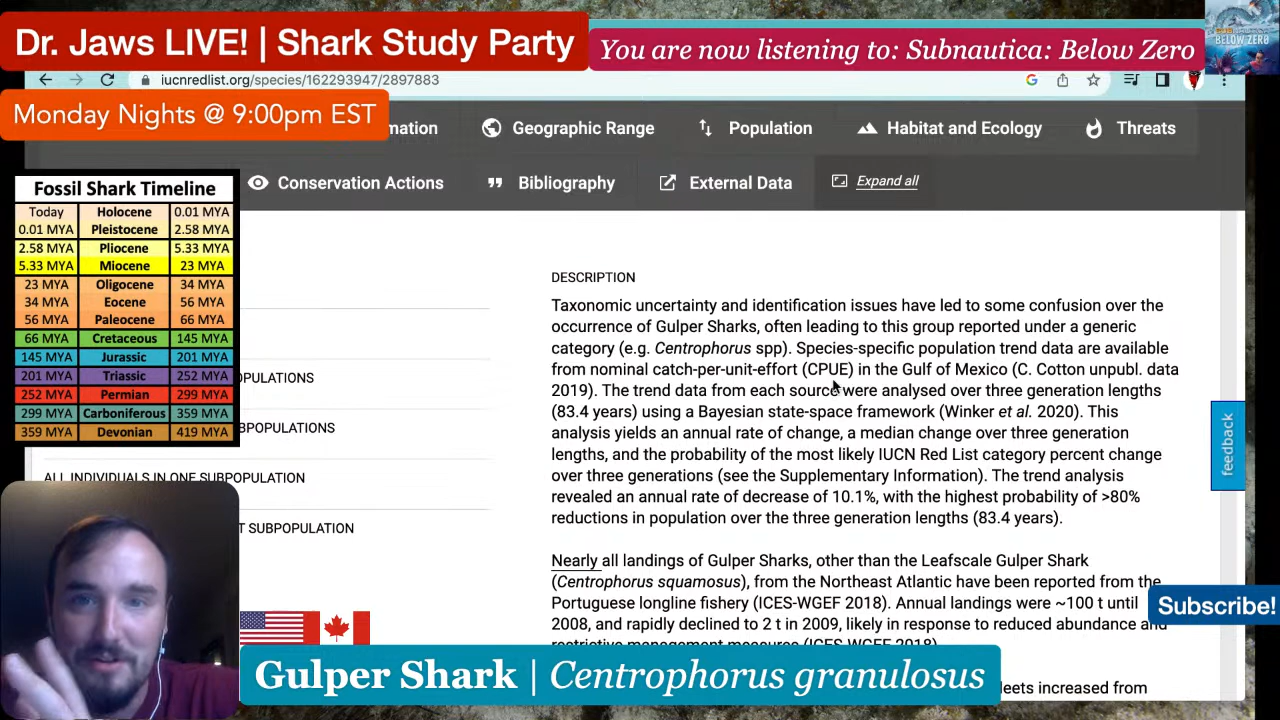 Dr. Jaws LIVE! | Shark Study Party
You are now listening to: Subnautica: Below Zero
BELOW ZERO
iucnredlist.org/species/162293947/2897883
Monday Nights @ 9:00pm EST
mation
Geographic Range
Population
Habitat and Ecology
Threats
Conservation Actions
Bibliography
External Data
Expand all
Fossil Shark Timeline
Today Holocene 0.01 MYA
0.01 MYA Pleistocene 2.58 MYA
2.58 MYA Pliocene 5.33 MYA
5.33 MYA Miocene 23 MYA
23 MYA Oligocene 34 MYA
34 MYA Eocene 56 MYA
56 MYA Paleocene 66 MYA
66 MYA Cretaceous 145 MYA
145 MYA Jurassic 201 MYA
201 MYA Triassic 252 MYA
252 MYA Permian 299 MYA
299 MYA Carboniferous 359 MYA
359 MYA Devonian 419 MYA
OPULATIONS
BPOPULATIONS
ALL INDIVIDUALS IN ONE SUBPOPULATION
T SUBPOPULATION
DESCRIPTION
Taxonomic uncertainty and identification issues have led to some confusion over the
occurrence of Gulper Sharks, often leading to this group reported under a generic
category (e.g. Centrophorus spp). Species-specific population trend data are available
from nominal catch-per-unit-effort (CPUE) in the Gulf of Mexico (C. Cotton unpubl. data
2019). The trend data from each source were analysed over three generation lengths
(83.4 years) using a Bayesian state-space framework (Winker et al. 2020). This
analysis yields an annual rate of change, a median change over three generation
lengths, and the probability of the most likely IUCN Red List category percent change
over three generations (see the Supplementary Information). The trend analysis
revealed an annual rate of decrease of 10.1%, with the highest probability of >80%
reductions in population over the three generation lengths (83.4 years).
Nearly all landings of Gulper Sharks, other than the Leafscale Gulper Shark
(Centrophorus squamosus), from the Northeast Atlantic have been reported from the
Portuguese longline fishery (ICES-WGEF 2018). Annual landings were ~100 t until
2008, and rapidly declined to 2 t in 2009, likely in response to reduced abundance and
restrictive management measures (ICES-WGEF 2018).
leets increased from
feedback
Subscribe!
Gulper Shark | Centrophorus granulosus